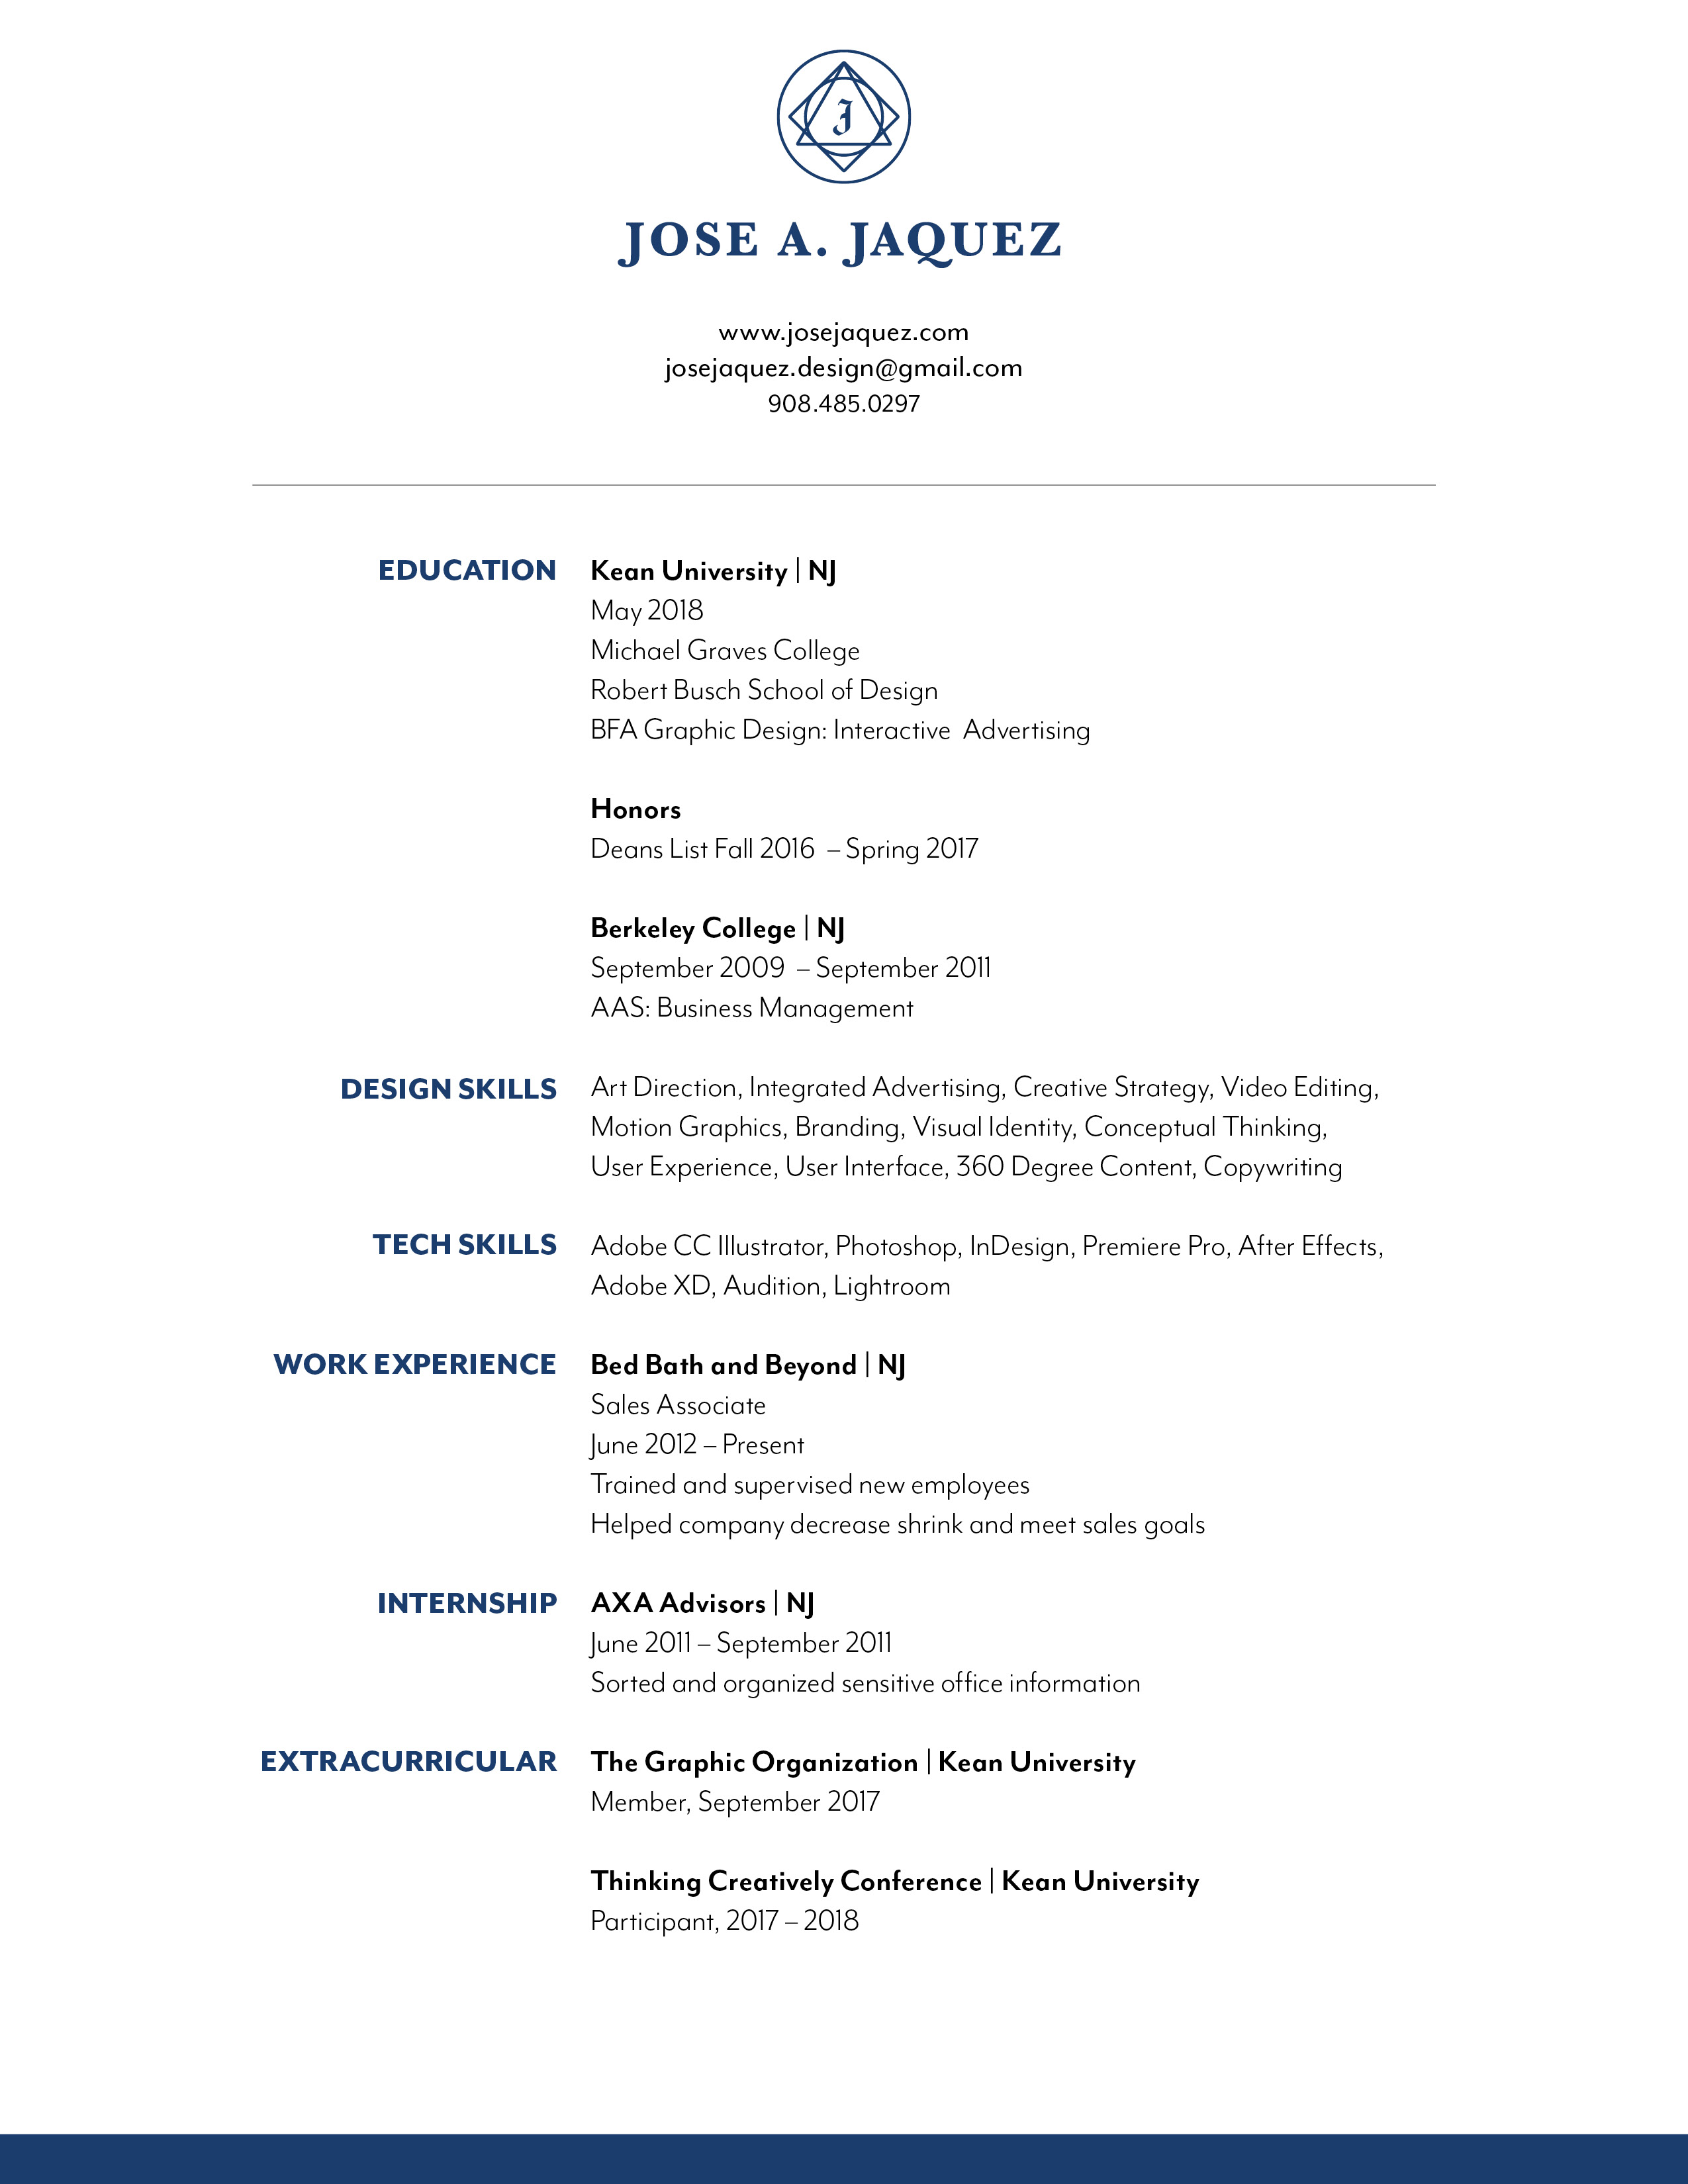 J
JOSE A. JAQUEZ
www.josejaquez.com
josejaquez.design@gmail.com
908.485.0297
EDUCATION
Kean University | NJ
May 2018
Michael Graves College
Robert Busch School of Design
BFA Graphic Design: Interactive  Advertising
Honors
Deans List Fall 2016  – Spring 2017
Berkeley College | NJ
September 2009  – September 2011
AAS: Business Management
DESIGN SKILLS
Art Direction, Integrated Advertising, Creative Strategy, Video Editing,
Motion Graphics, Branding, Visual Identity, Conceptual Thinking,
User Experience, User Interface, 360 Degree Content, Copywriting
TECH SKILLS
Adobe CC Illustrator, Photoshop, InDesign, Premiere Pro, After Effects,
Adobe XD, Audition, Lightroom
WORK EXPERIENCE
Bed Bath and Beyond | NJ
Sales Associate
June 2012 – Present
Trained and supervised new employees
Helped company decrease shrink and meet sales goals
INTERNSHIP
AXA Advisors | NJ
June 2011 – September 2011
Sorted and organized sensitive office information
EXTRACURRICULAR
The Graphic Organization | Kean University
Member, September 2017
Thinking Creatively Conference | Kean University
Participant, 2017 – 2018